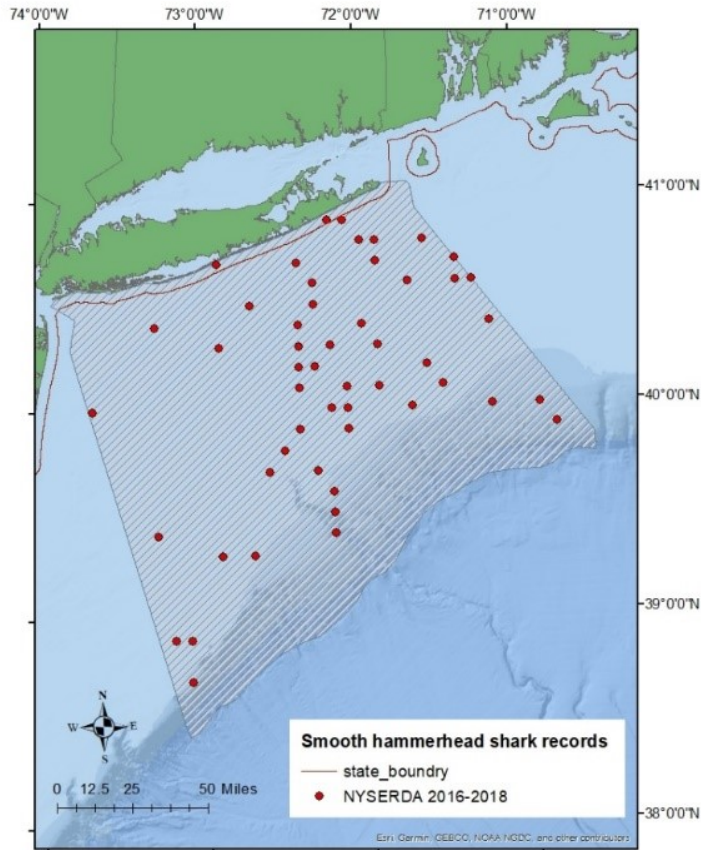 74°0'0"W 73°0'0"W 72°0'0"W 71°0'0"W
41°0'0"N
40°0'0"N
39°0'0"N
38°0'0"N
N
W E
S
0 12.5 25 50 Miles
Smooth hammerhead shark records
state_boundry
NYSERDA 2016-2018
Esri, Garmin, GEBCO, NOAA NGDC, and other contributors